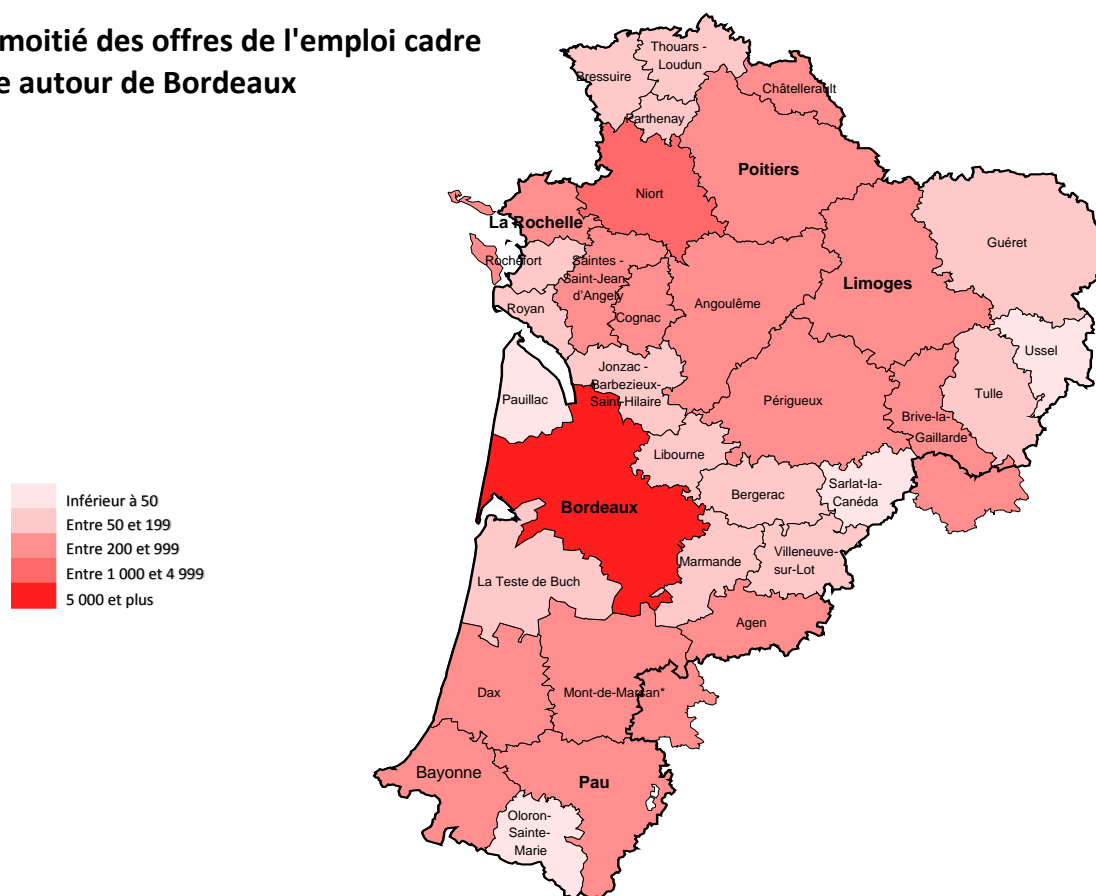 moitié des offres de l'emploi cadre
e autour de Bordeaux
Thouars -
Loudun
Bressuire
Châtellerault
Parthenay
Poitiers
Niort
La Rochelle
Guéret
Rochefort
Saintes -
Saint-Jean-
d'Angely
Limoges
Royan
Cognac
Angoulême
Ussel
Jonzac -
Barbezieux-
Saint-Hilaire
Pauillac
Périgueux
Tulle
Brive-la-
Gaillarde
Libourne
Bergerac
Sarlat-la-
Canéda
Bordeaux
Marmande
Villeneuve-
sur-Lot
La Teste de Buch
Agen
Dax
Mont-de-Marsan*
Bayonne
Pau
Oloron-
Sainte-
Marie
Inférieur à 50
Entre 50 et 199
Entre 200 et 999
Entre 1 000 et 4 999
5 000 et plus